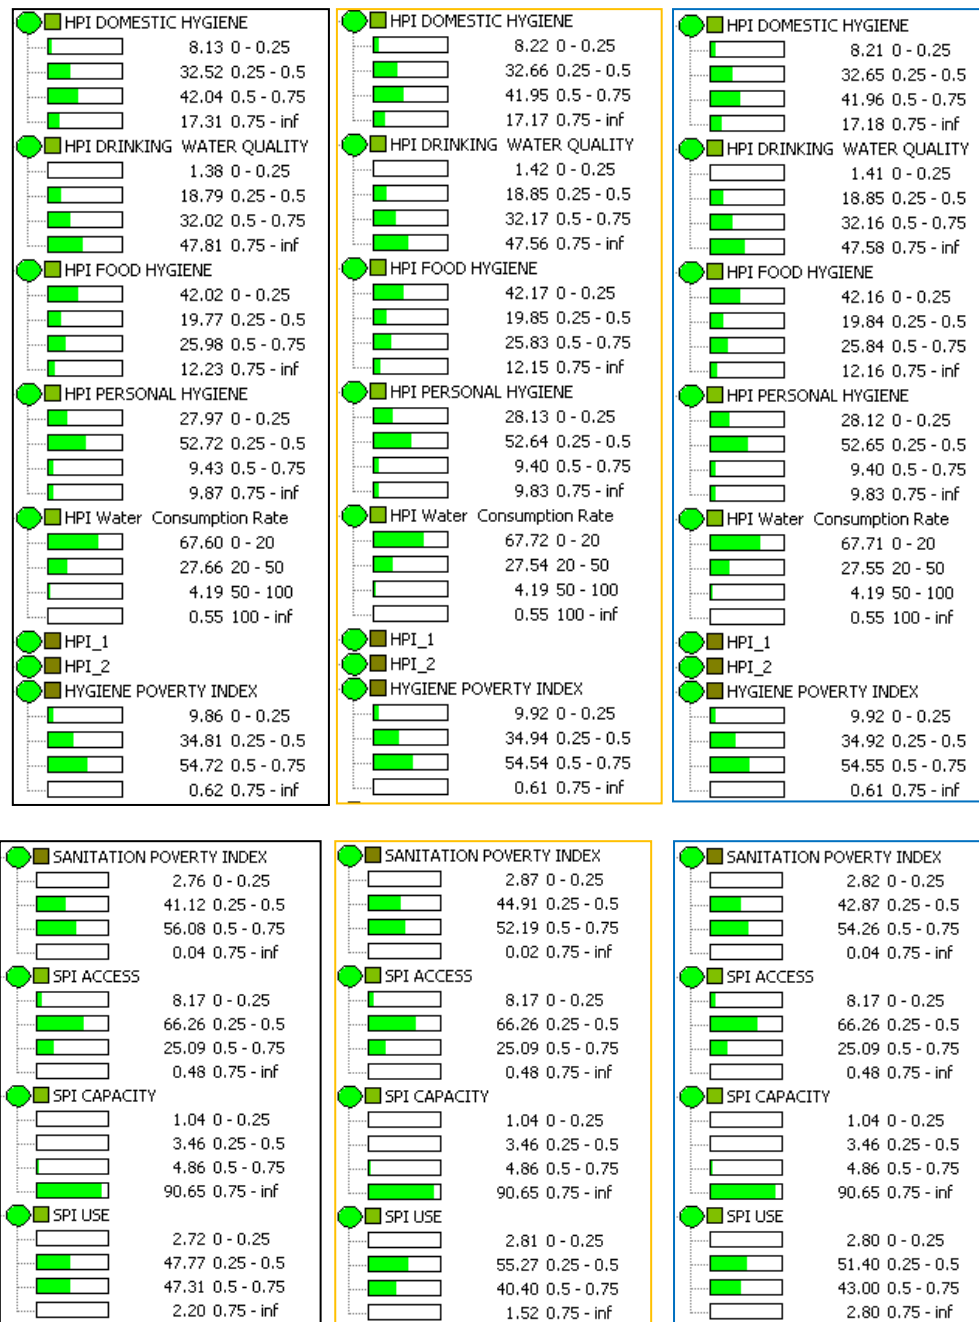 HPI DOMESTIC HYGIENE
8.13 0 - 0.25
32.52 0.25 - 0.5
42.04 0.5 - 0.75
17.31 0.75 - inf
HPI DRINKING WATER QUALITY
1.38 0 - 0.25
18.79 0.25 - 0.5
32.02 0.5 - 0.75
47.81 0.75 - inf
HPI FOOD HYGIENE
42.02 0 - 0.25
19.77 0.25 - 0.5
25.98 0.5 - 0.75
12.23 0.75 - inf
HPI PERSONAL HYGIENE
27.97 0 - 0.25
52.72 0.25 - 0.5
9.43 0.5 - 0.75
9.87 0.75 - inf
HPI Water Consumption Rate
67.60 0 - 20
27.66 20 - 50
4.19 50 - 100
0.55 100 - inf
HPI_1
HPI_2
HYGIENE POVERTY INDEX
9.86 0 - 0.25
34.81 0.25 - 0.5
54.72 0.5 - 0.75
0.62 0.75 - inf
HPI DOMESTIC HYGIENE
8.22 0 - 0.25
32.66 0.25 - 0.5
41.95 0.5 - 0.75
17.17 0.75 - inf
HPI DRINKING WATER QUALITY
1.42 0 - 0.25
18.85 0.25 - 0.5
32.17 0.5 - 0.75
47.56 0.75 - inf
HPI FOOD HYGIENE
42.17 0 - 0.25
19.85 0.25 - 0.5
25.83 0.5 - 0.75
12.15 0.75 - inf
HPI PERSONAL HYGIENE
28.13 0 - 0.25
52.64 0.25 - 0.5
9.40 0.5 - 0.75
9.83 0.75 - inf
HPI Water Consumption Rate
67.72 0 - 20
27.54 20 - 50
4.19 50 - 100
0.55 100 - inf
HPI_1
HPI_2
HYGIENE POVERTY INDEX
9.92 0 - 0.25
34.94 0.25 - 0.5
54.54 0.5 - 0.75
0.61 0.75 - inf
HPI DOMESTIC HYGIENE
8.21 0 - 0.25
32.65 0.25 - 0.5
41.96 0.5 - 0.75
17.18 0.75 - inf
HPI DRINKING WATER QUALITY
1.41 0 - 0.25
18.85 0.25 - 0.5
32.16 0.5 - 0.75
47.58 0.75 - inf
HPI FOOD HYGIENE
42.16 0 - 0.25
19.84 0.25 - 0.5
25.84 0.5 - 0.75
12.16 0.75 - inf
HPI PERSONAL HYGIENE
28.12 0 - 0.25
52.65 0.25 - 0.5
9.40 0.5 - 0.75
9.83 0.75 - inf
HPI Water Consumption Rate
67.71 0 - 20
27.55 20 - 50
4.19 50 - 100
0.55 100 - inf
HPI_1
HPI_2
HYGIENE POVERTY INDEX
9.92 0 - 0.25
34.92 0.25 - 0.5
54.55 0.5 - 0.75
0.61 0.75 - inf
SANITATION POVERTY INDEX
2.76 0 - 0.25
41.12 0.25 - 0.5
56.08 0.5 - 0.75
0.04 0.75 - inf
SPI ACCESS
8.17 0 - 0.25
66.26 0.25 - 0.5
25.09 0.5 - 0.75
0.48 0.75 - inf
SPI CAPACITY
1.04 0 - 0.25
3.46 0.25 - 0.5
4.86 0.5 - 0.75
90.65 0.75 - inf
SPI USE
2.72 0 - 0.25
47.77 0.25 - 0.5
47.31 0.5 - 0.75
2.20 0.75 - inf
SANITATION POVERTY INDEX
2.87 0 - 0.25
44.91 0.25 - 0.5
52.19 0.5 - 0.75
0.02 0.75 - inf
SPI ACCESS
8.17 0 - 0.25
66.26 0.25 - 0.5
25.09 0.5 - 0.75
0.48 0.75 - inf
SPI CAPACITY
1.04 0 - 0.25
3.46 0.25 - 0.5
4.86 0.5 - 0.75
90.65 0.75 - inf
SPI USE
2.81 0 - 0.25
55.27 0.25 - 0.5
40.40 0.5 - 0.75
1.52 0.75 - inf
SANITATION POVERTY INDEX
2.82 0 - 0.25
42.87 0.25 - 0.5
54.26 0.5 - 0.75
0.04 0.75 - inf
SPI ACCESS
8.17 0 - 0.25
66.26 0.25 - 0.5
25.09 0.5 - 0.75
0.48 0.75 - inf
SPI CAPACITY
1.04 0 - 0.25
3.46 0.25 - 0.5
4.86 0.5 - 0.75
90.65 0.75 - inf
SPI USE
2.80 0 - 0.25
51.40 0.25 - 0.5
43.00 0.5 - 0.75
2.80 0.75 - inf